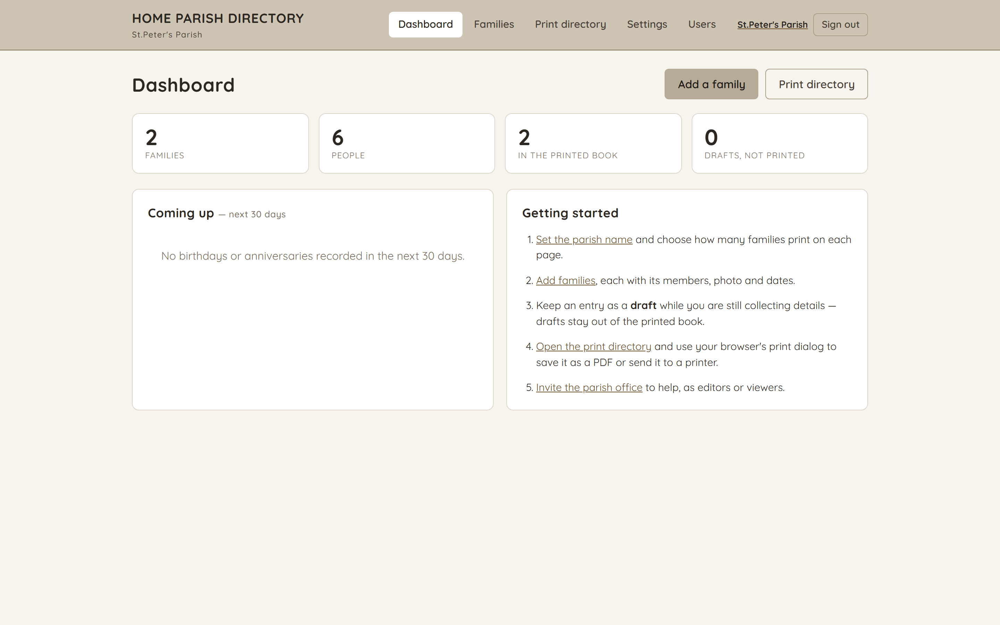 HOME PARISH DIRECTORY
St.Peter's Parish
Dashboard
Families
Print directory
Settings
Users
St.Peter's Parish
Sign out
Dashboard
Add a family
Print directory
2
FAMILIES
6
PEOPLE
2
IN THE PRINTED BOOK
0
DRAFTS, NOT PRINTED
Coming up — next 30 days
No birthdays or anniversaries recorded in the next 30 days.
Getting started
1. Set the parish name and choose how many families print on each
page.
2. Add families, each with its members, photo and dates.
3. Keep an entry as a draft while you are still collecting details —
drafts stay out of the printed book.
4. Open the print directory and use your browser's print dialog to
save it as a PDF or send it to a printer.
5. Invite the parish office to help, as editors or viewers.